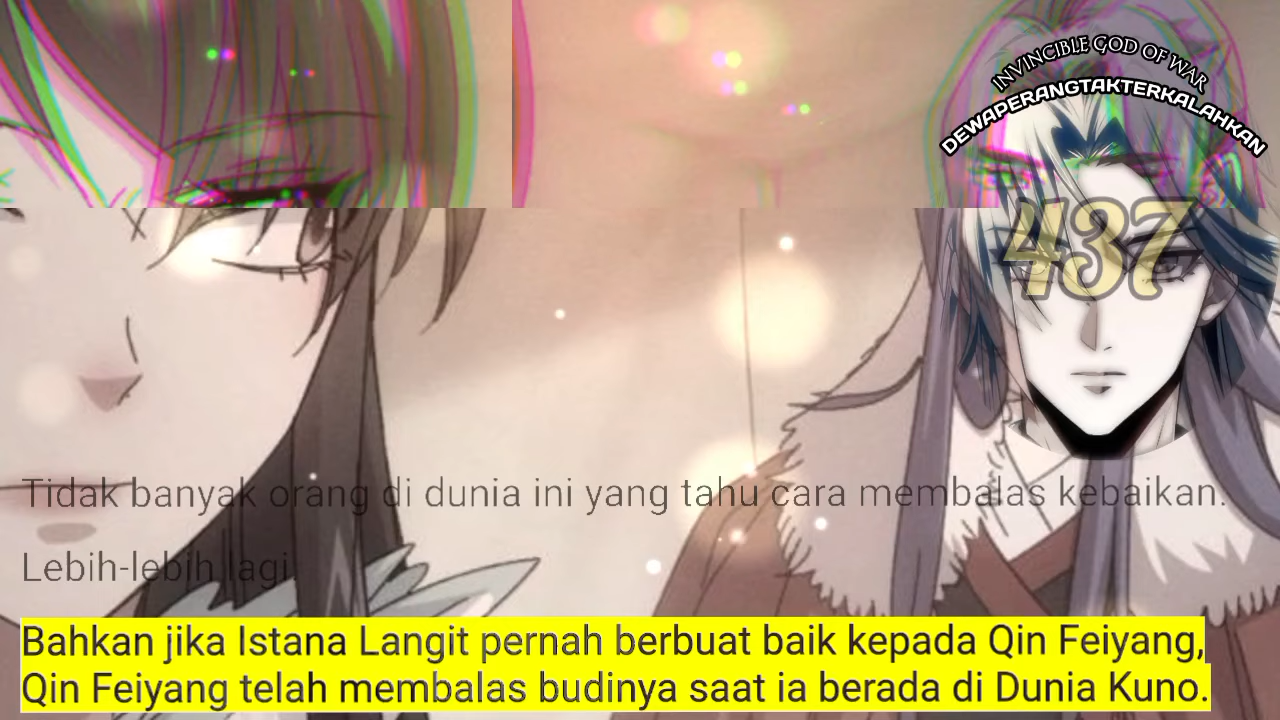 INVINCIBLE GOD OF WAR
DEWAPERANGTAKTERKALAHKAN
437
Tidak banyak orang di dunia ini yang tahu cara membalas kebaikan.
Lebih-lebih lagi
Bahkan jika Istana Langit pernah berbuat baik kepada Qin Feiyang,
Qin Feiyang telah membalas budinya saat ia berada di Dunia Kuno.